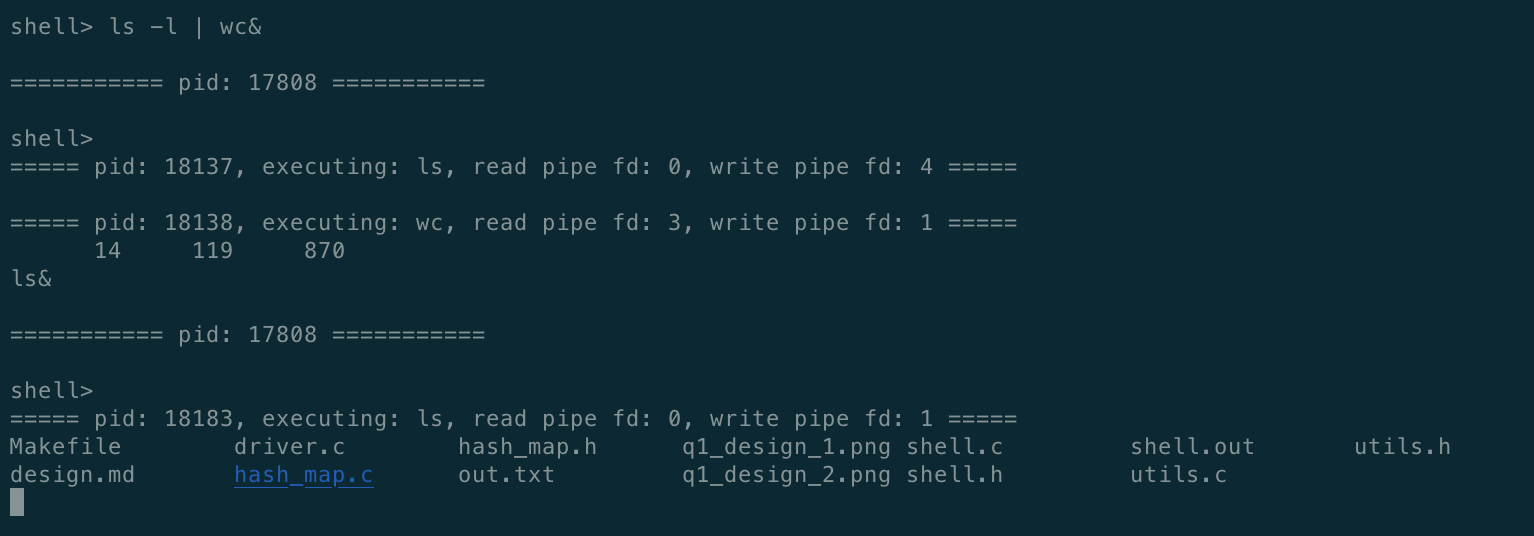 shell> ls -l | wc&
=========== pid: 17808 ===========
shell>
===== pid: 18137, executing: ls, read pipe fd: 0, write pipe fd: 4 =====
===== pid: 18138, executing: wc, read pipe fd: 3, write pipe fd: 1 =====
14 119 870
ls&
=========== pid: 17808 ===========
shell>
===== pid: 18183, executing: ls, read pipe fd: 0, write pipe fd: 1 =====
Makefile driver.c hash_map.h q1_design_1.png shell.c shell.out utils.h
design.md hash_map.c out.txt q1_design_2.png shell.h utils.c